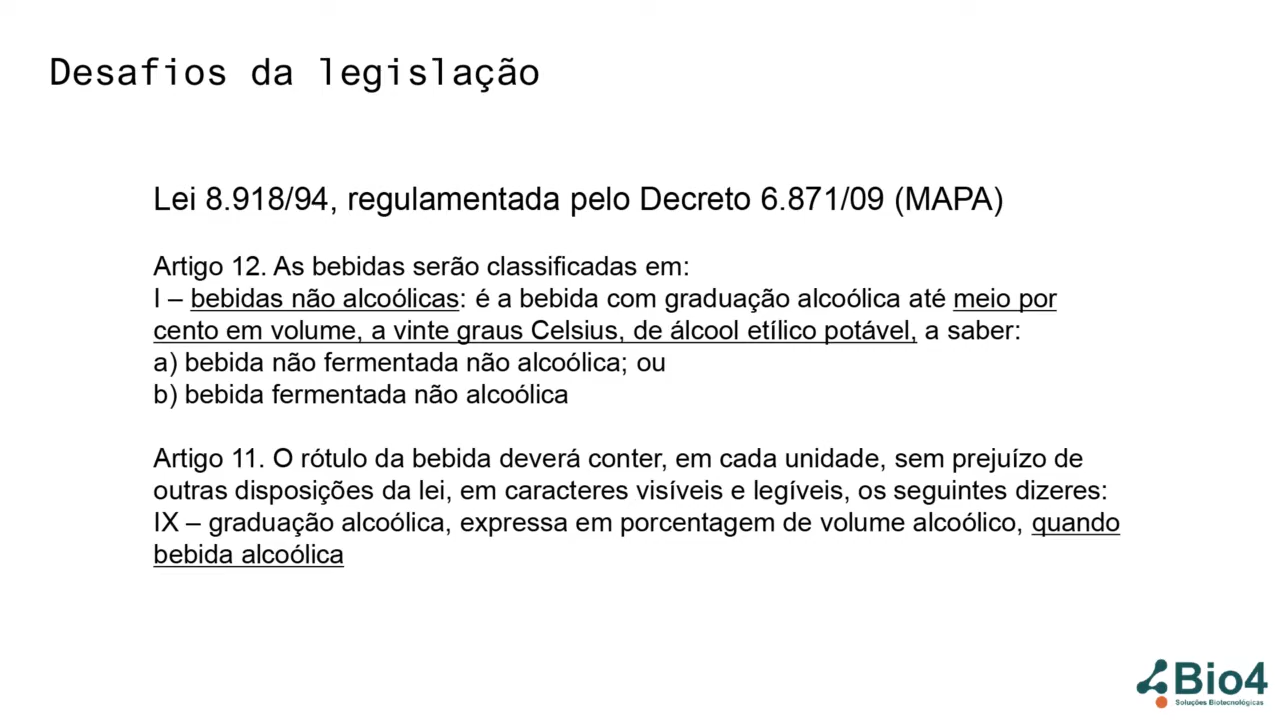 Desafios da legislação
Lei 8.918/94, regulamentada pelo Decreto 6.871/09 (MAPA)
Artigo 12. As bebidas serão classificadas em:
I – bebidas não alcoólicas: é a bebida com graduação alcoólica até meio por
cento em volume, a vinte graus Celsius, de álcool etílico potável, a saber:
a) bebida não fermentada não alcoólica; ou
b) bebida fermentada não alcoólica
Artigo 11. O rótulo da bebida deverá conter, em cada unidade, sem prejuízo de
outras disposições da lei, em caracteres visíveis e legíveis, os seguintes dizeres:
IX – graduação alcoólica, expressa em porcentagem de volume alcoólico, quando
bebida alcoólica
Bio4
Soluções Biotecnológicas